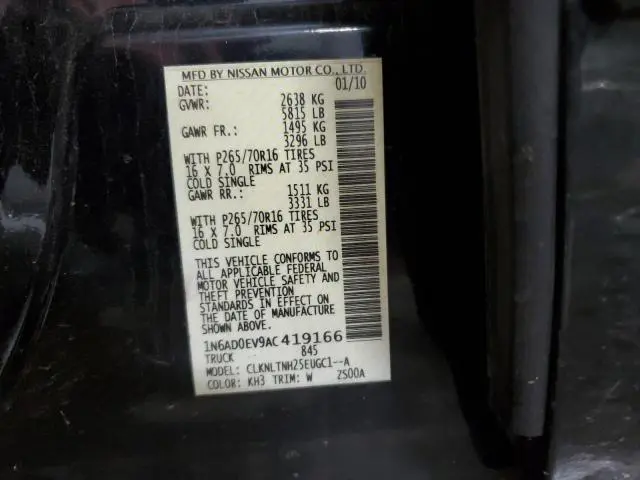 MFD BY NISSAN MOTOR CO., LTD.
DATE: 01/10
GVWR: 2638 KG
5815 LB
GAWR FR.: 1495 KG
3296 LB
WITH P265/70R16 TIRES
16 X 7.0 RIMS AT 35 PSI
COLD SINGLE
GAWR RR.: 1511 KG
3331 LB
WITH P265/70R16 TIRES
16 X 7.0 RIMS AT 35 PSI
COLD SINGLE
THIS VEHICLE CONFORMS TO
ALL APPLICABLE FEDERAL
MOTOR VEHICLE SAFETY AND
THEFT PREVENTION
STANDARDS IN EFFECT ON
THE DATE OF MANUFACTURE
SHOWN ABOVE.
1N6AD0EV9AC 419166
TRUCK 845
MODEL: CLKNLTNH25EUGC1--A
COLOR: KH3 TRIM: W ZS00A